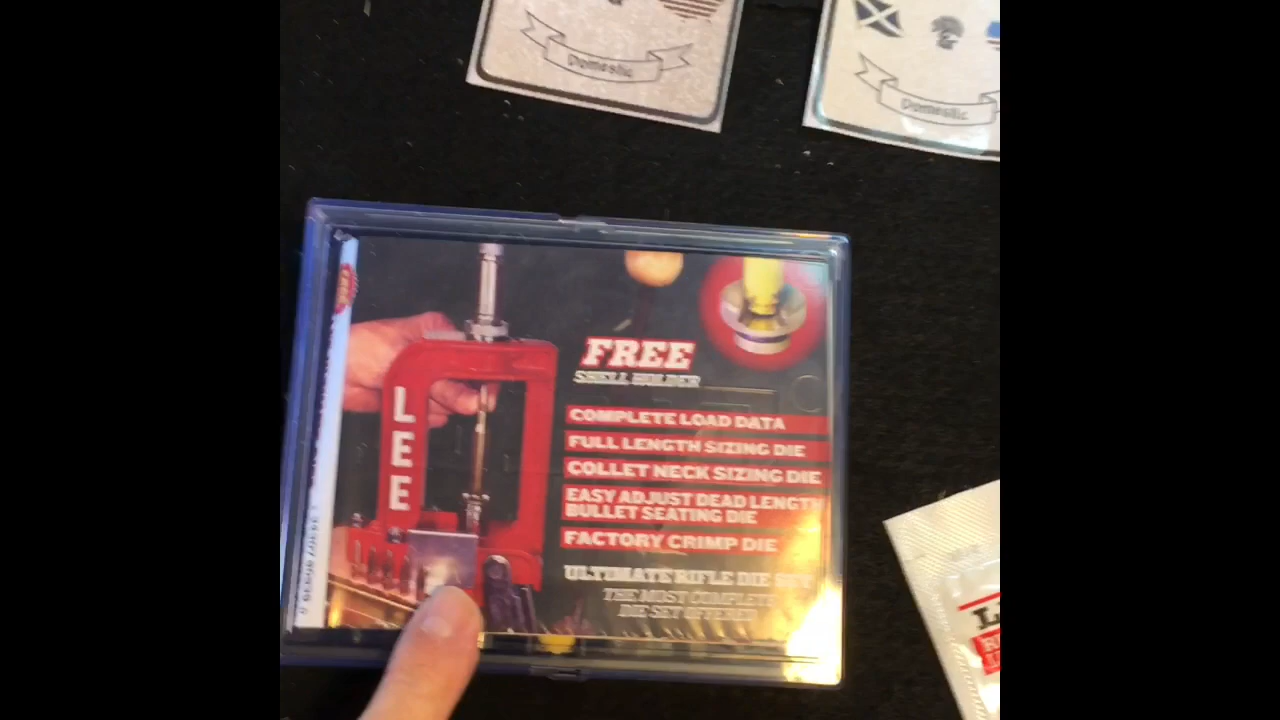 Domestic
Domestic
LEE
FREE
SHELL HOLDER
COMPLETE LOAD DATA
FULL LENGTH SIZING DIE
COLLET NECK SIZING DIE
EASY ADJUST DEAD LENGTH
BULLET SEATING DIE
FACTORY CRIMP DIE
ULTIMATE RIFLE DIE SET
THE MOST COMPLETE
DIE SET OFFERED